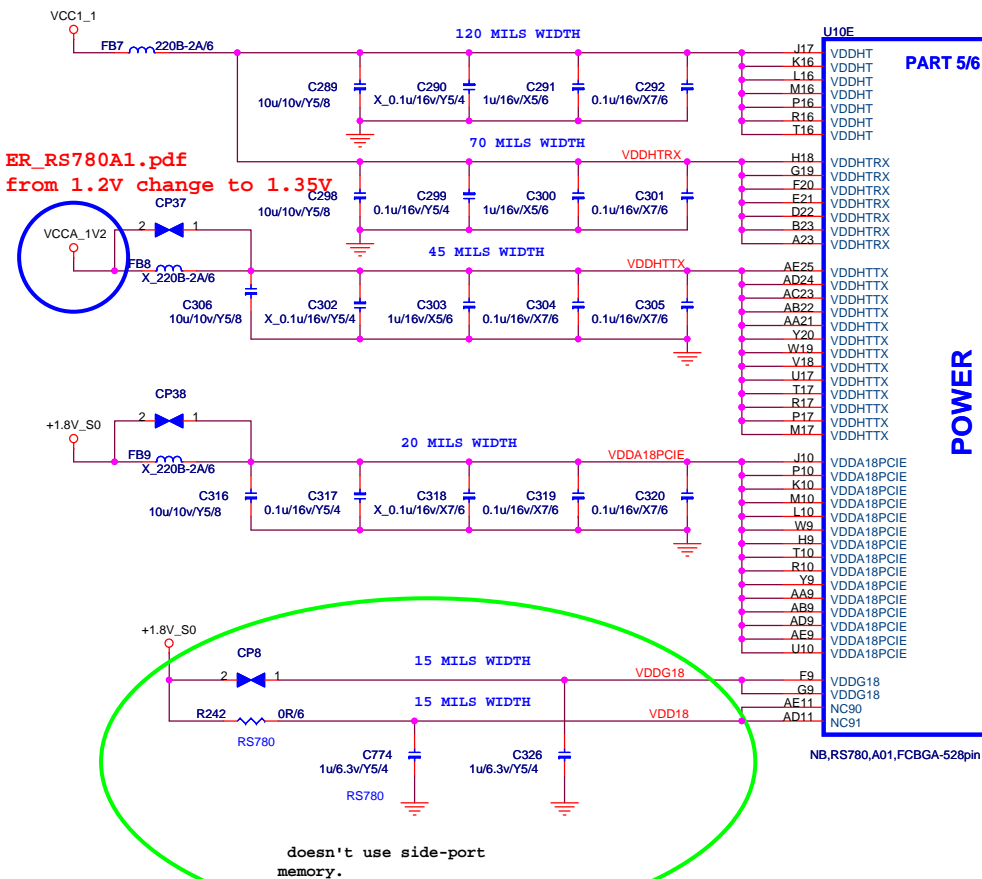 VCC1_1
FB7 220B-2A/6
120 MILS WIDTH
C289
10u/10v/Y5/8
C290
X_0.1u/16v/Y5/4
C291
1u/16v/X5/6
C292
0.1u/16v/X7/6
U10E
PART 5/6
J17 VDDHT
K16 VDDHT
L16 VDDHT
M16 VDDHT
P16 VDDHT
R16 VDDHT
T16 VDDHT
70 MILS WIDTH
VDDHTRX
ER_RS780A1.pdf
from 1.2V change to 1.35V
C298
10u/10v/Y5/8
C299
0.1u/16v/Y5/4
C300
1u/16v/X5/6
C301
0.1u/16v/X7/6
H18 VDDHTRX
G19 VDDHTRX
F20 VDDHTRX
E21 VDDHTRX
D22 VDDHTRX
B23 VDDHTRX
A23 VDDHTRX
CP37
2 1
VCCA_1V2
FB8
X_220B-2A/6
45 MILS WIDTH
VDDHTTX
C306
10u/10v/Y5/8
C302
X_0.1u/16v/Y5/4
C303
1u/16v/X5/6
C304
0.1u/16v/X7/6
C305
0.1u/16v/X7/6
AE25 VDDHTTX
AD24 VDDHTTX
AC23 VDDHTTX
AB22 VDDHTTX
AA21 VDDHTTX
Y20 VDDHTTX
W19 VDDHTTX
V18 VDDHTTX
U17 VDDHTTX
T17 VDDHTTX
R17 VDDHTTX
P17 VDDHTTX
M17 VDDHTTX
POWER
CP38
2 1
+1.8V_S0
FB9
X_220B-2A/6
20 MILS WIDTH
VDDA18PCIE
C316
10u/10v/Y5/8
C317
0.1u/16v/Y5/4
C318
X_0.1u/16v/X7/6
C319
0.1u/16v/X7/6
C320
0.1u/16v/X7/6
J10 VDDA18PCIE
P10 VDDA18PCIE
K10 VDDA18PCIE
M10 VDDA18PCIE
L10 VDDA18PCIE
W9 VDDA18PCIE
H9 VDDA18PCIE
T10 VDDA18PCIE
R10 VDDA18PCIE
Y9 VDDA18PCIE
AA9 VDDA18PCIE
AB9 VDDA18PCIE
AD9 VDDA18PCIE
AE9 VDDA18PCIE
U10 VDDA18PCIE
+1.8V_S0
CP8
2 1
15 MILS WIDTH
VDDG18
F9 VDDG18
G9 VDDG18
R242 0R/6
RS780
15 MILS WIDTH
VDD18
AE11 NC90
AD11 NC91
C774
1u/6.3v/Y5/4
RS780
C326
1u/6.3v/Y5/4
NB,RS780,A01,FCBGA-528pin
doesn't use side-port
memory.